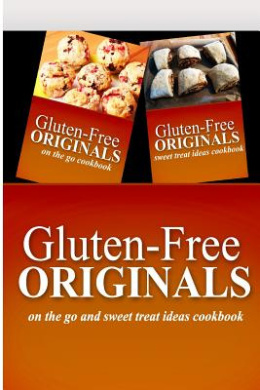 Gluten-Free
ORIGINALS
on the go cookbook
Gluten-Free
ORIGINALS
sweet treat ideas cookbook
Gluten-Free
ORIGINALS
on the go and sweet treat ideas cookbook